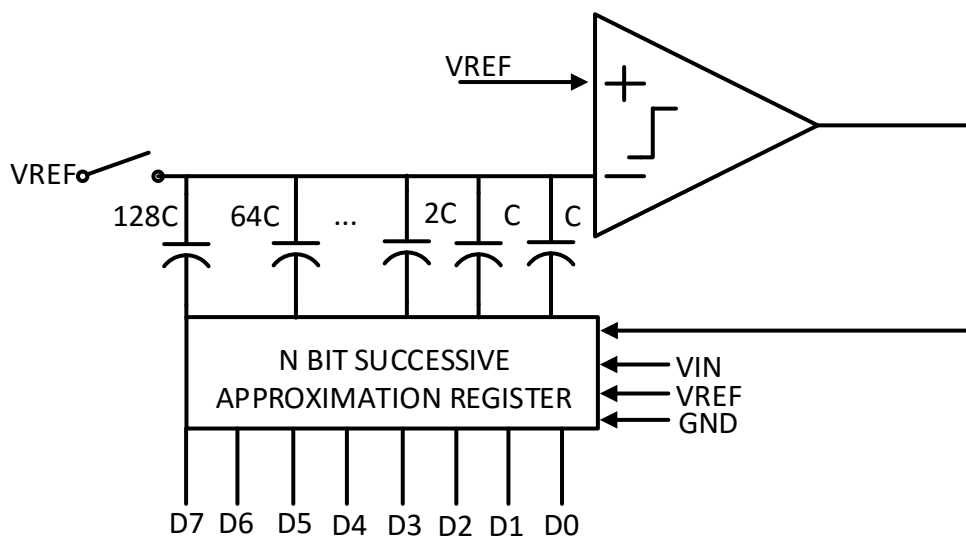 VREF
VREF
128C 64C ... 2C C C
N BIT SUCCESSIVE
APPROXIMATION REGISTER
VIN
VREF
GND
D7 D6 D5 D4 D3 D2 D1 D0